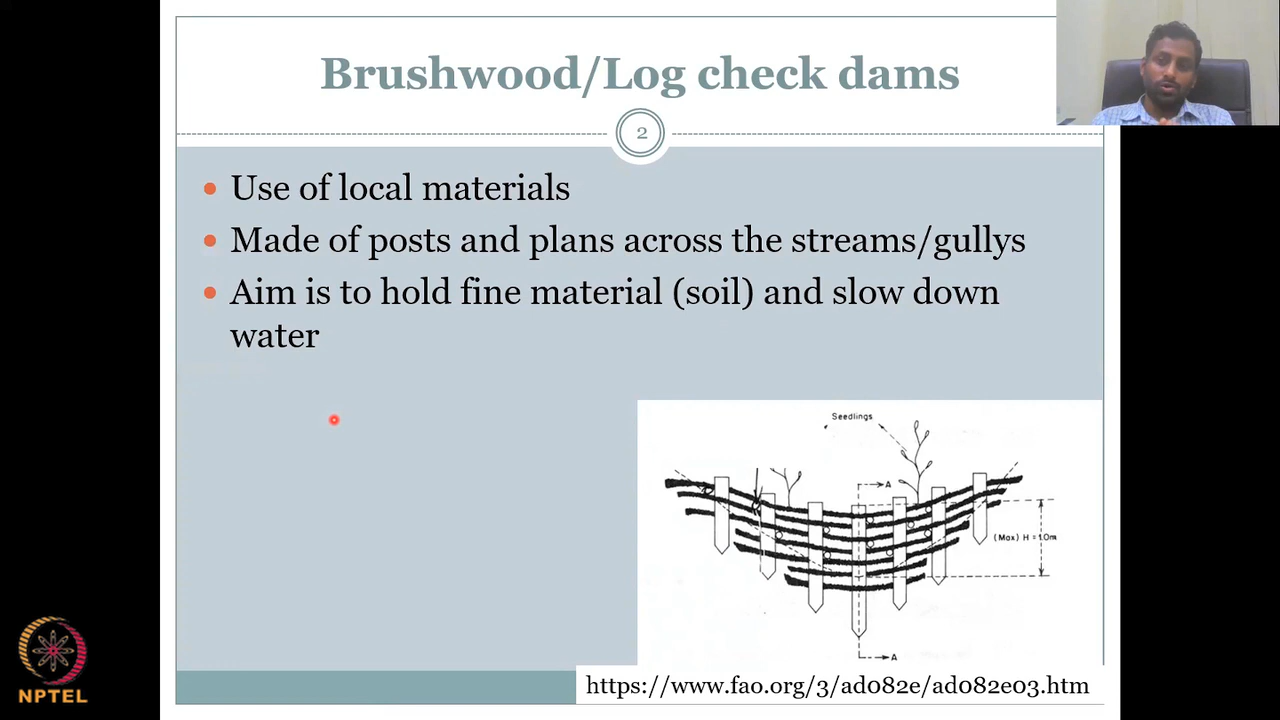 Brushwood/Log check dams
2
Use of local materials
Made of posts and plans across the streams/gullys
Aim is to hold fine material (soil) and slow down
water
Seedlings
A
(Max) H = 1.0m
A
https://www.fao.org/3/ad082e/ad082e03.htm
NPTEL